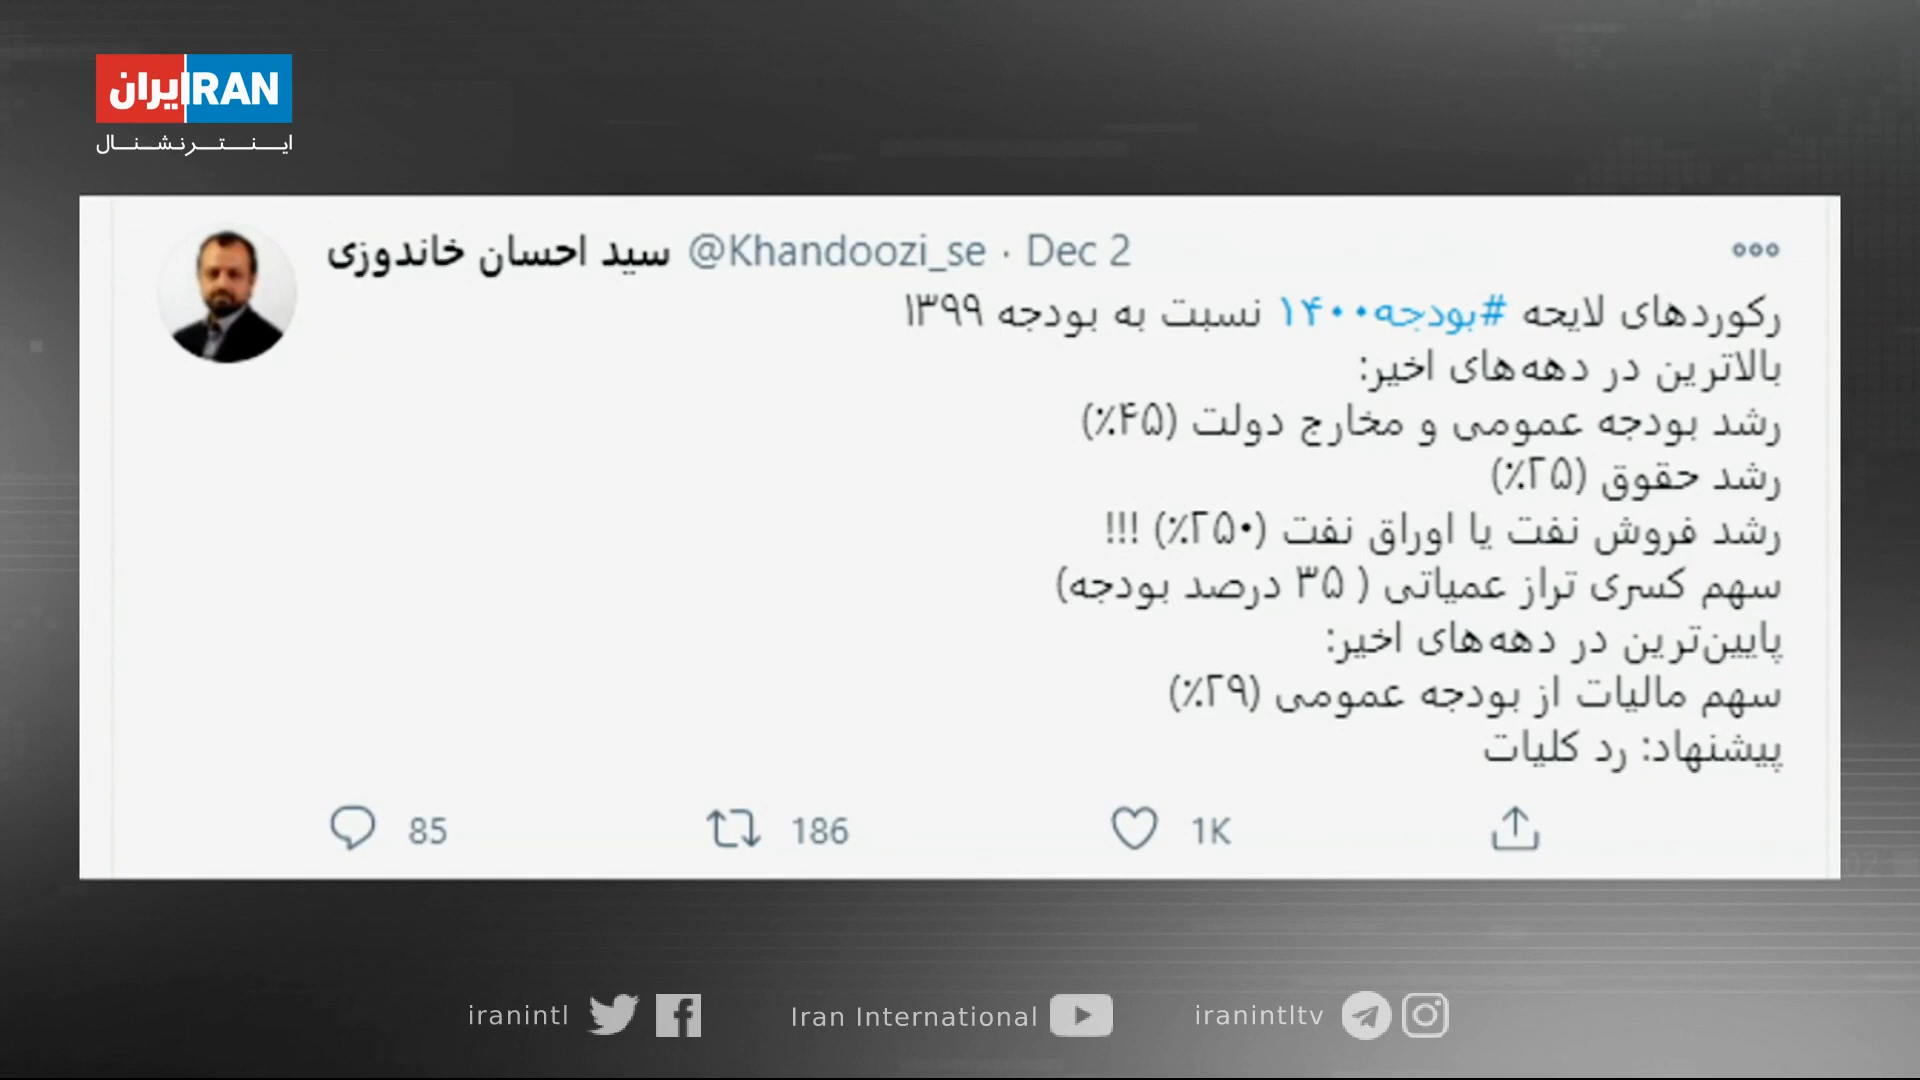 ایران IRAN
اینترنشنال
سید احسان خاندوزی @Khandoozi_se · Dec 2
رکوردهای لایحه #بودجه۱۴۰۰ نسبت به بودجه ۱۳۹۹
بالاترین در دهه‌های اخیر:
رشد بودجه عمومی و مخارج دولت (۴۵٪)
رشد حقوق (۲۵٪)
رشد فروش نفت یا اوراق نفت (۲۵۰٪) !!!
سهم کسری تراز عمیاتی ( ۳۵ درصد بودجه)
پایین‌ترین در دهه‌های اخیر:
سهم مالیات از بودجه عمومی (۲۹٪)
پیشنهاد: رد کلیات
85 186 1K
iranintl Iran International iranintltv